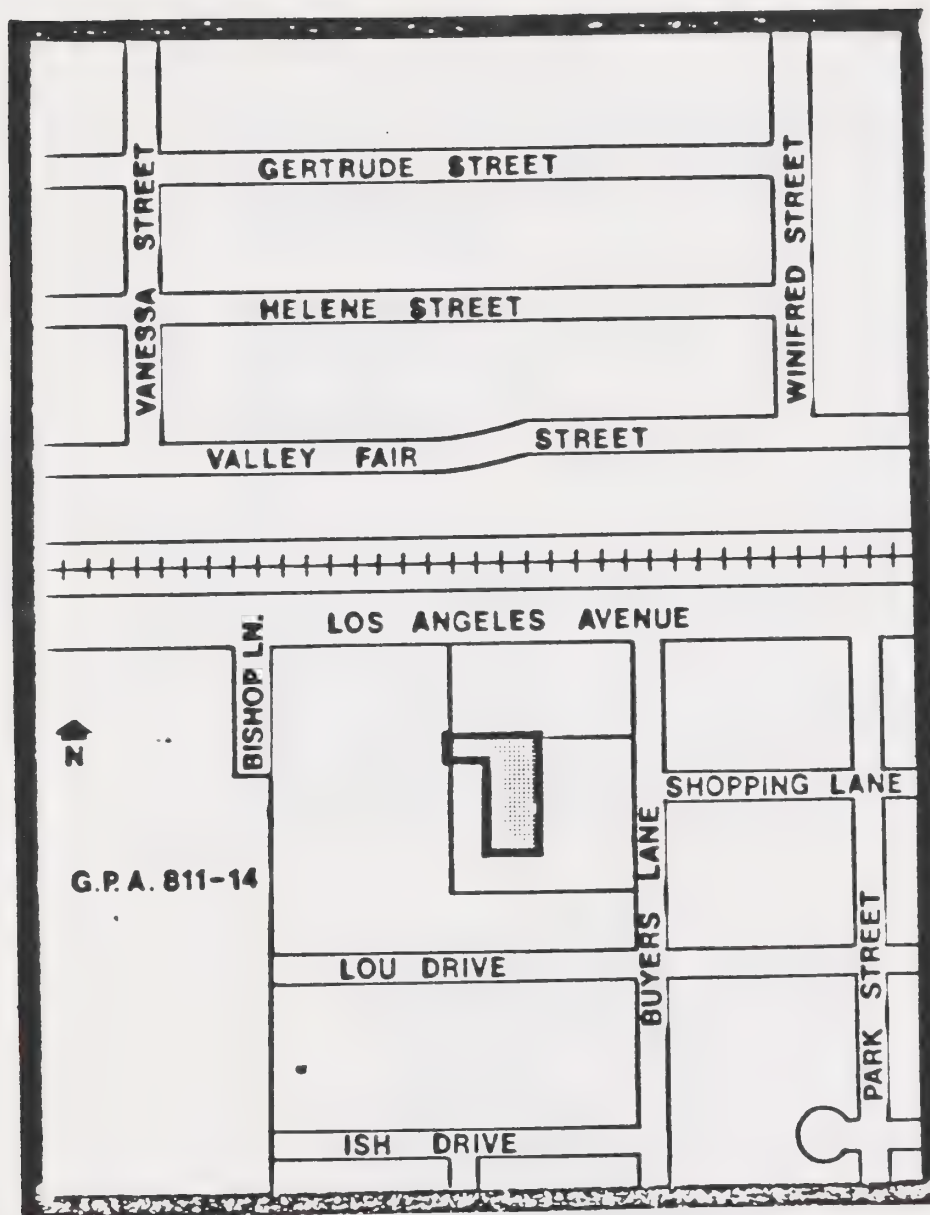 GERTRUDE STREET
VANESSA STREET
WINIFRED STREET
HELENE STREET
VALLEY FAIR STREET
LOS ANGELES AVENUE
BISHOP LN.
N
SHOPPING LANE
BUYERS LANE
G.P.A. 811-14
LOU DRIVE
PARK STREET
ISH DRIVE